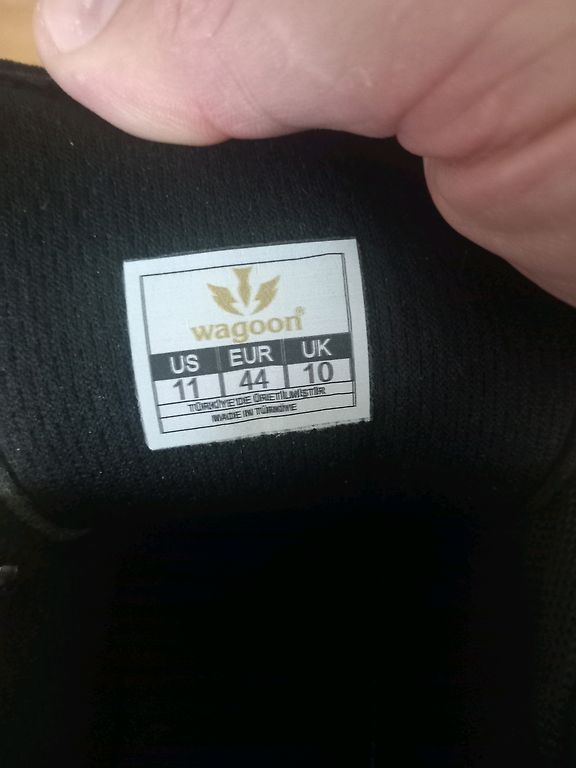 wagoon®
US EUR UK
11 44 10
TÜRKİYE'DE ÜRETİLMİŞTİR
MADE IN TÜRKİYE